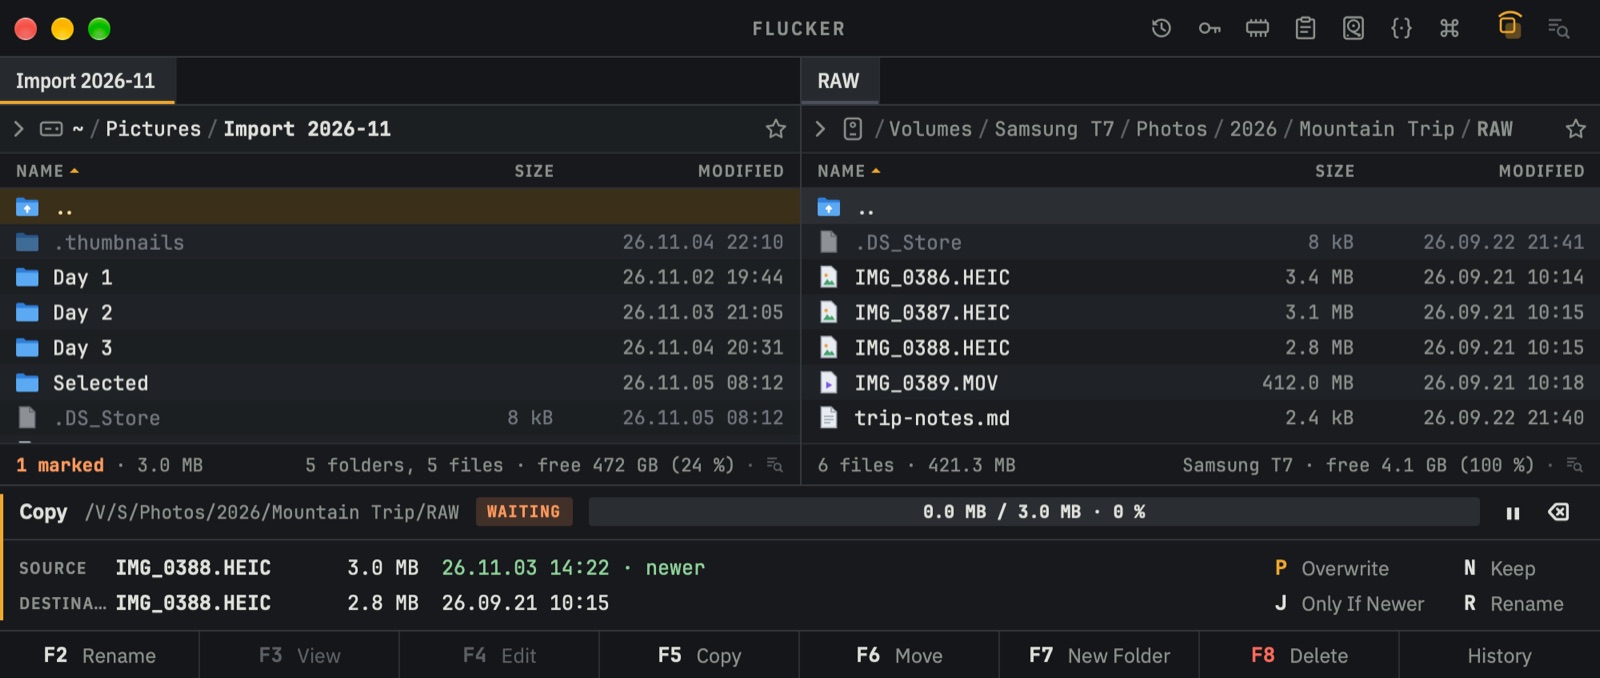 FLUCKER
Import 2026-11
RAW
~ / Pictures / Import 2026-11
/ Volumes / Samsung T7 / Photos / 2026 / Mountain Trip / RAW
NAME SIZE MODIFIED
NAME SIZE MODIFIED
..
.thumbnails 26.11.04 22:10
Day 1 26.11.02 19:44
Day 2 26.11.03 21:05
Day 3 26.11.04 20:31
Selected 26.11.05 08:12
.DS_Store 8 kB 26.11.05 08:12
..
.DS_Store 8 kB 26.09.22 21:41
IMG_0386.HEIC 3.4 MB 26.09.21 10:14
IMG_0387.HEIC 3.1 MB 26.09.21 10:15
IMG_0388.HEIC 2.8 MB 26.09.21 10:15
IMG_0389.MOV 412.0 MB 26.09.21 10:18
trip-notes.md 2.4 kB 26.09.22 21:40
1 marked · 3.0 MB 5 folders, 5 files · free 472 GB (24 %) ·
6 files · 421.3 MB Samsung T7 · free 4.1 GB (100 %) ·
Copy /V/S/Photos/2026/Mountain Trip/RAW WAITING 0.0 MB / 3.0 MB · 0 %
SOURCE IMG_0388.HEIC 3.0 MB 26.11.03 14:22 · newer
DESTINA… IMG_0388.HEIC 2.8 MB 26.09.21 10:15
P Overwrite N Keep
J Only If Newer R Rename
F2 Rename F3 View F4 Edit F5 Copy F6 Move F7 New Folder F8 Delete History